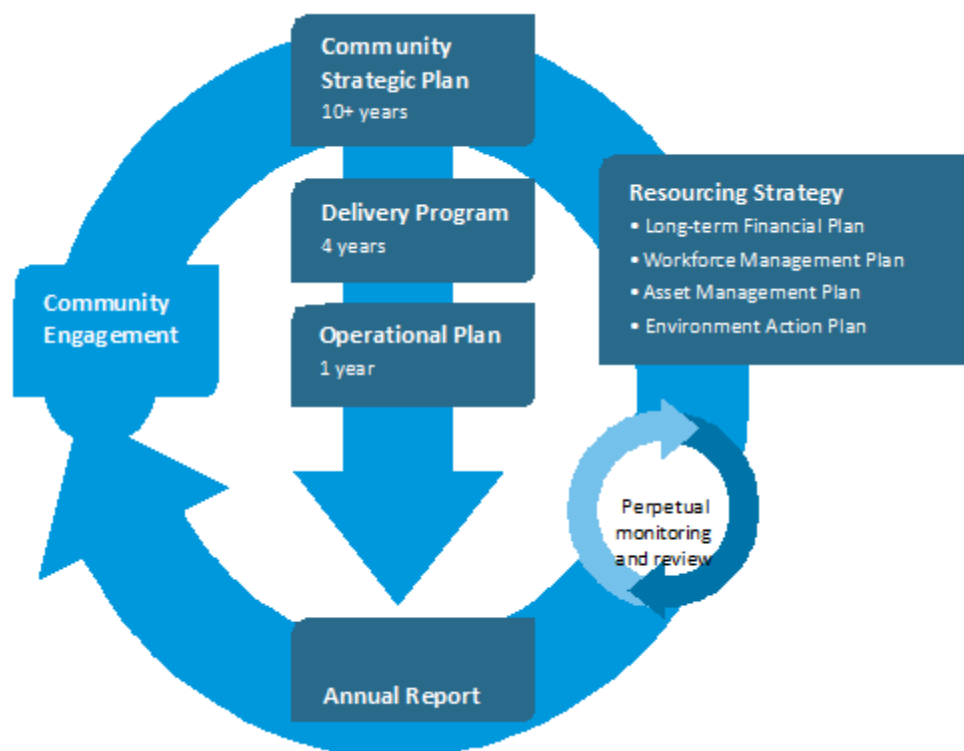 Community
Strategic Plan
10+ years
Delivery Program
4 years
Operational Plan
1 year
Community
Engagement
Resourcing Strategy
• Long-term Financial Plan
• Workforce Management Plan
• Asset Management Plan
• Environment Action Plan
Perpetual
monitoring
and review
Annual Report